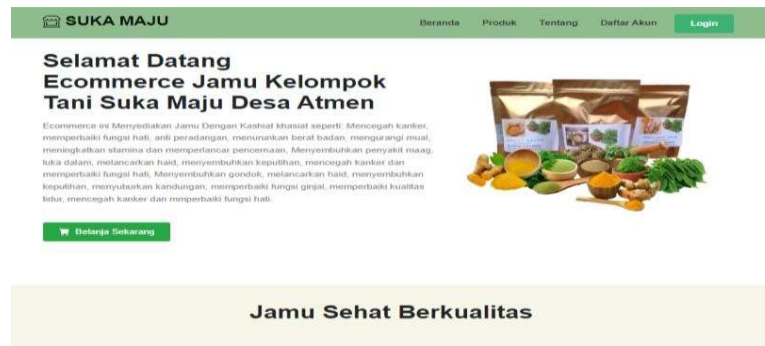 SUKA MAJU
Beranda Produk Tentang Daftar Akun Login
Selamat Datang
Ecommerce Jamu Kelompok
Tani Suka Maju Desa Atmen
Ecommerce ini Menyediakan Jamu Dengan Kashiat khasiat seperti: Mencegah kanker,
memperbaiki fungsi hati, anti peradangan, menurunkan berat badan, mengurangi mual,
meningkatkan stamina dan memperlancar pencernaan, Menyembuhkan penyakit maag,
luka dalam, melancarkan haid, menyembuhkan keputihan, mencegah kanker dan
memperbaiki fungsi hati, Menyembuhkan gondok, melancarkan haid, menyembuhkan
keputihan, menyuburkan kandungan, memperbaiki fungsi ginjal, memperbaiki kualitas
tidur, mencegah kanker dan mmperbaiki fungsi hati.
Belanja Sekarang
Jamu Sehat Berkualitas